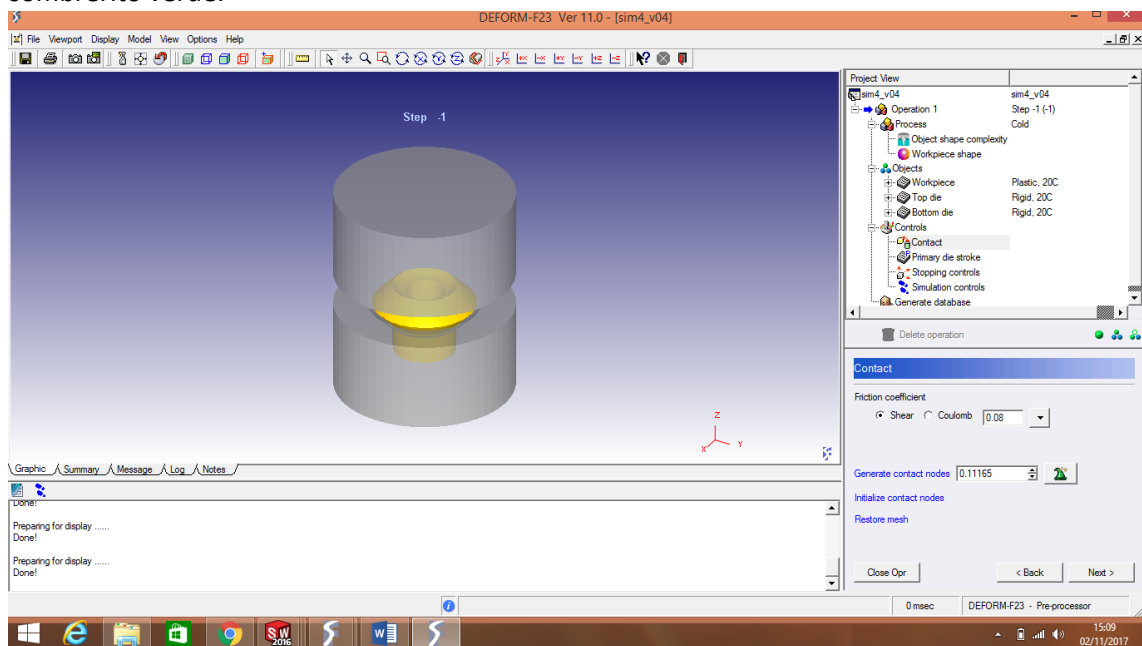 sombrerito verde.
DEFORM-F23 Ver 11.0 - [sim4_v04]
File Viewport Display Model View Options Help
Project View
sim4_v04 sim4_v04
Operation 1 Step -1 (-1)
Process Cold
Object shape complexity
Workpiece shape
Objects
Workpiece Plastic, 20C
Top die Rigid, 20C
Bottom die Rigid, 20C
Controls
Contact
Primary die stroke
Stopping controls
Simulation controls
Generate database
Delete operation
Step -1
Z
X Y
Contact
Friction coefficient
Shear Coulomb 0.08
Generate contact nodes 0.11165
Initialize contact nodes
Restore mesh
Close Opr < Back Next >
Graphic Summary Message Log Notes
Done!
Preparing for display ......
Done!
Preparing for display ......
Done!
0 msec DEFORM-F23 - Pre-processor
15:09
02/11/2017